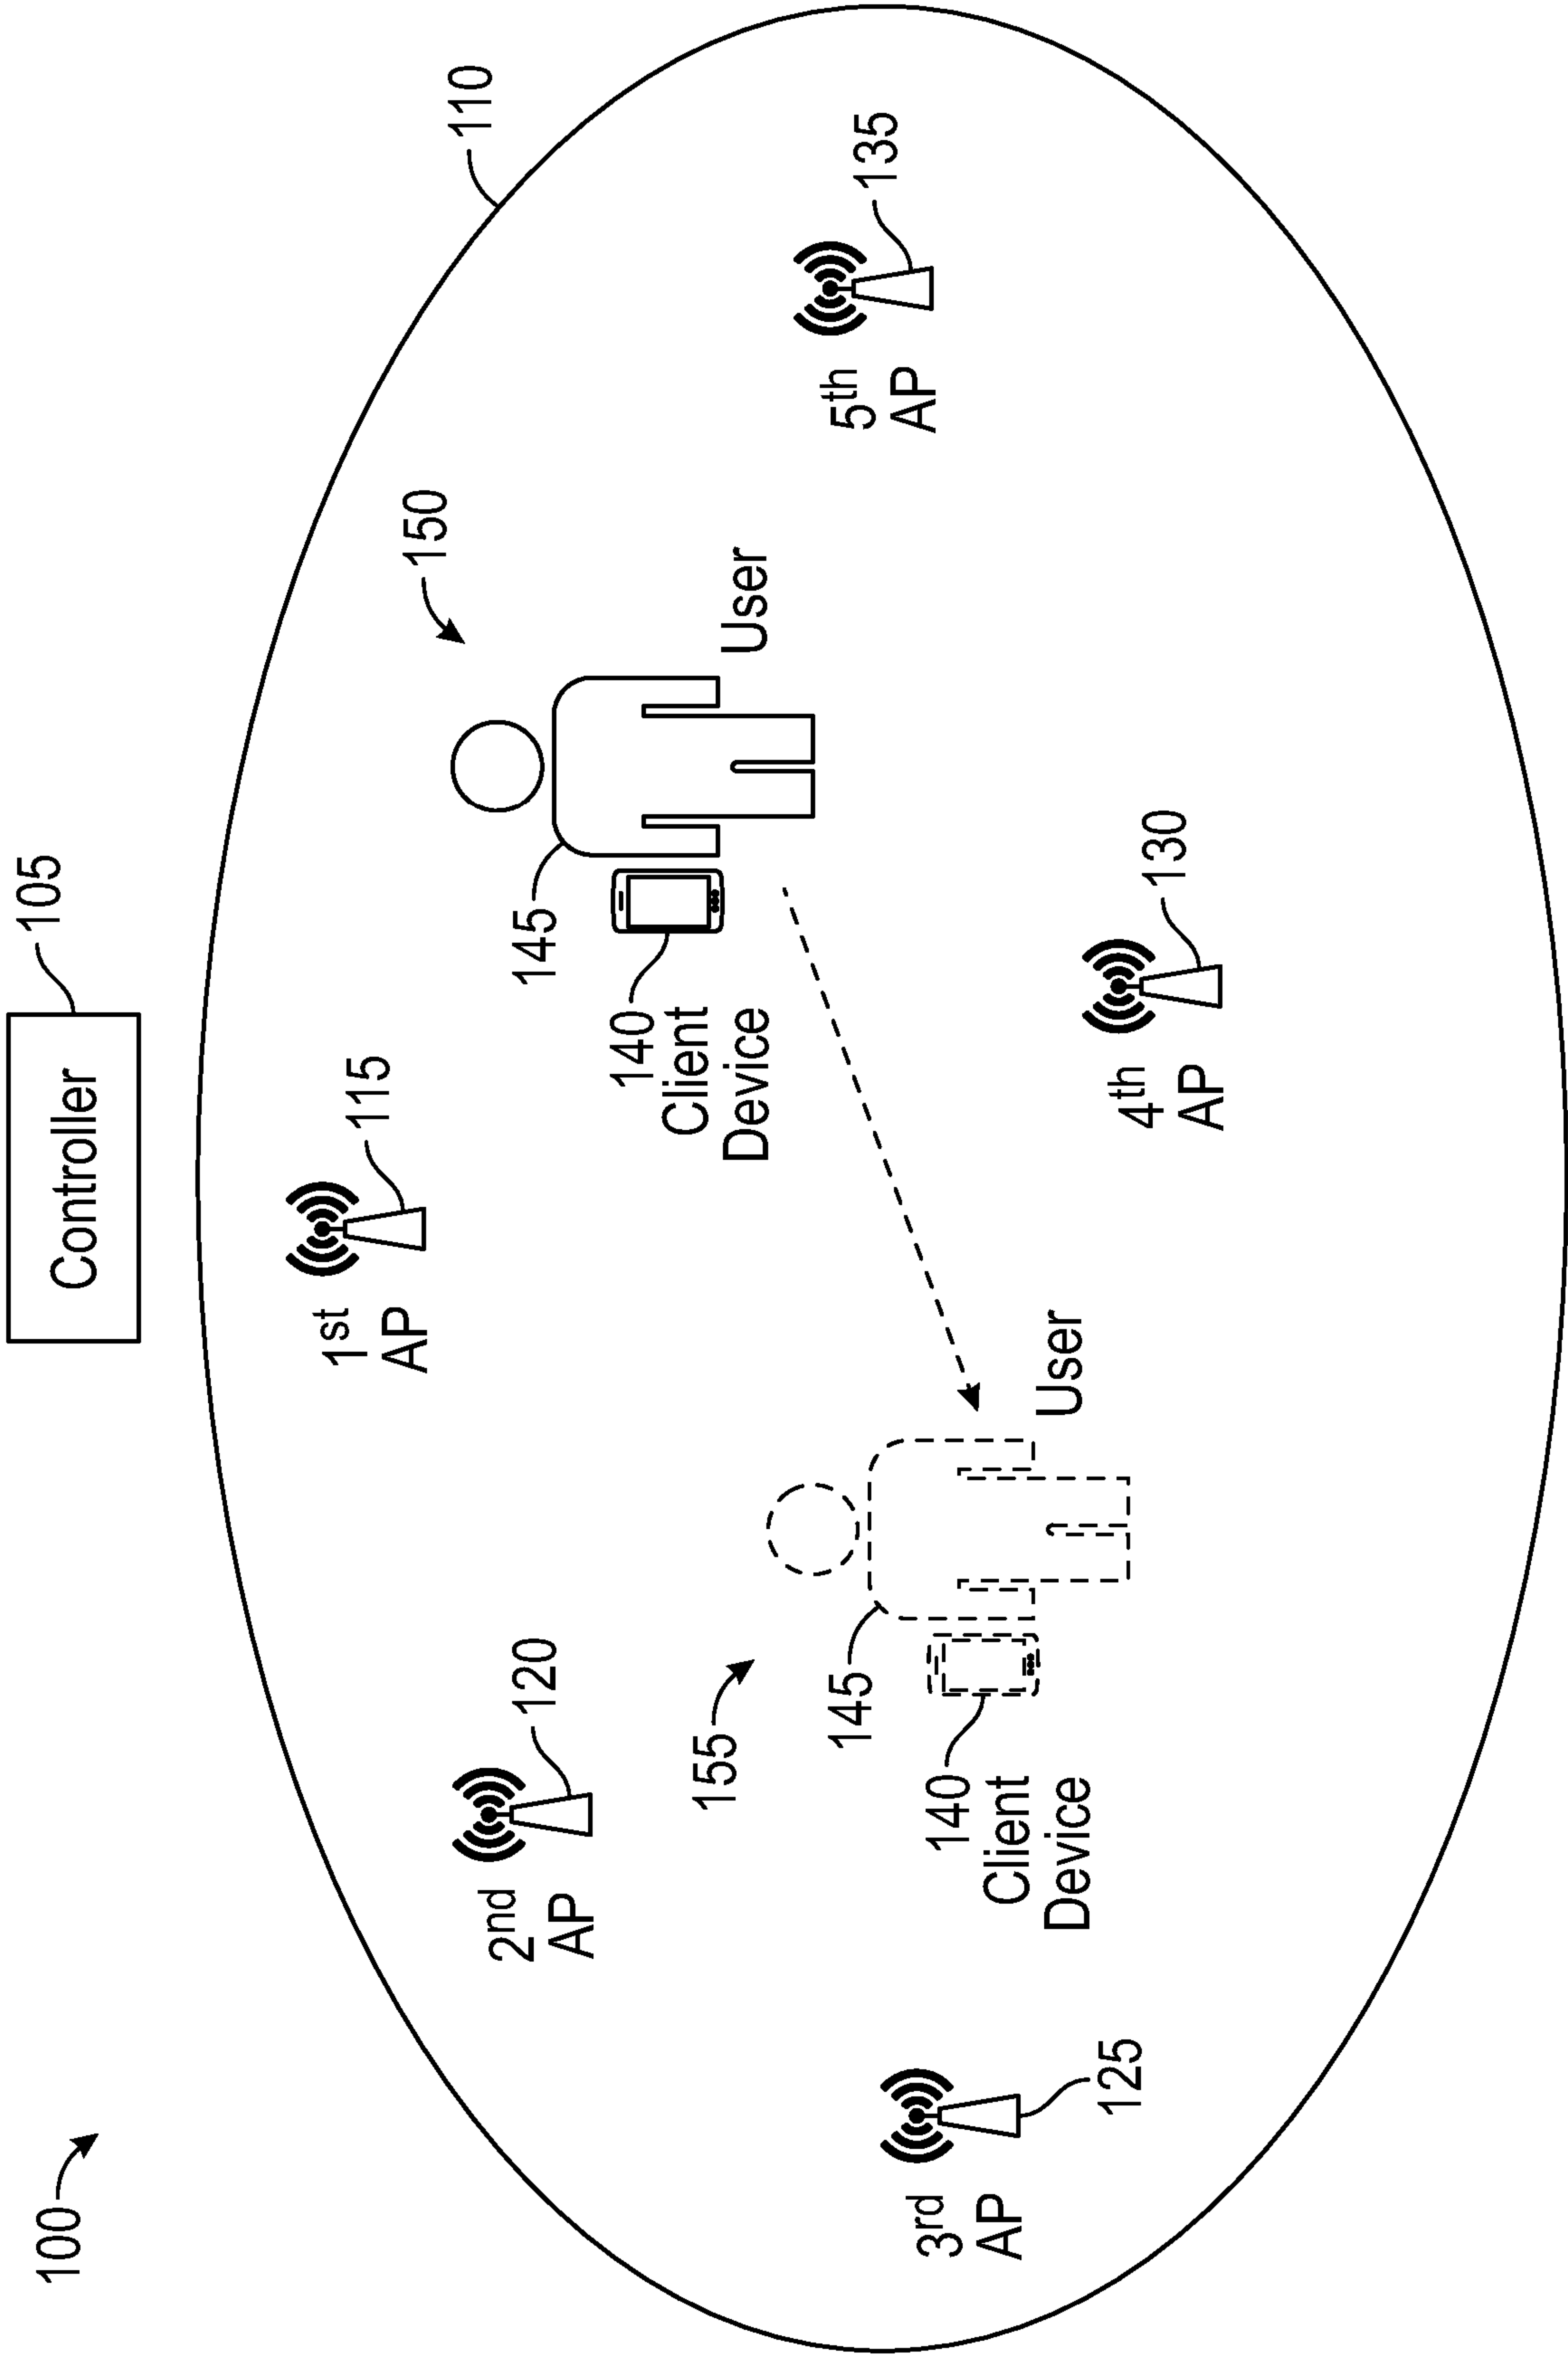 100
Controller
105
110
1st
AP
115
2nd
AP
120
150
145
User
140
Client
Device
155
145
User
140
Client
Device
5th
AP
135
3rd
AP
125
4th
AP
130